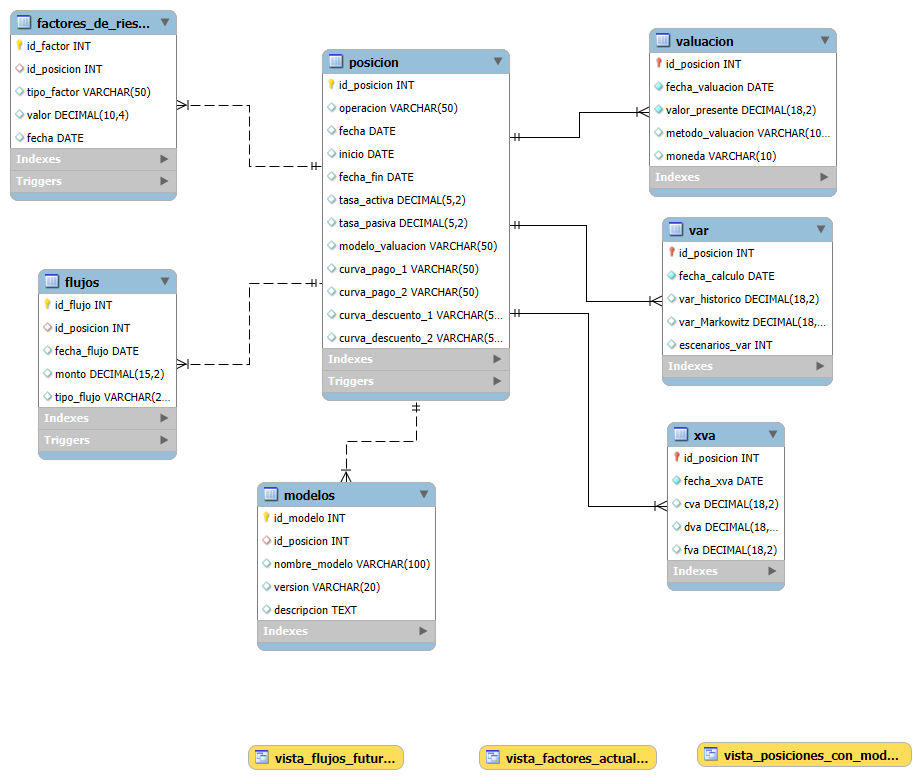 factores_de_ries...
id_factor INT
id_posicion INT
tipo_factor VARCHAR(50)
valor DECIMAL(10,4)
fecha DATE
Indexes
Triggers
flujos
id_flujo INT
id_posicion INT
fecha_flujo DATE
monto DECIMAL(15,2)
tipo_flujo VARCHAR(2...
Indexes
Triggers
posicion
id_posicion INT
operacion VARCHAR(50)
fecha DATE
inicio DATE
fecha_fin DATE
tasa_activa DECIMAL(5,2)
tasa_pasiva DECIMAL(5,2)
modelo_valuacion VARCHAR(50)
curva_pago_1 VARCHAR(50)
curva_pago_2 VARCHAR(50)
curva_descuento_1 VARCHAR(5...
curva_descuento_2 VARCHAR(5...
Indexes
Triggers
modelos
id_modelo INT
id_posicion INT
nombre_modelo VARCHAR(100)
version VARCHAR(20)
descripcion TEXT
Indexes
valuacion
id_posicion INT
fecha_valuacion DATE
valor_presente DECIMAL(18,2)
metodo_valuacion VARCHAR(10...
moneda VARCHAR(10)
Indexes
var
id_posicion INT
fecha_calculo DATE
var_historico DECIMAL(18,2)
var_Markowitz DECIMAL(18,...
escenarios_var INT
Indexes
xva
id_posicion INT
fecha_xva DATE
cva DECIMAL(18,2)
dva DECIMAL(18,...
fva DECIMAL(18,2)
Indexes
vista_flujos_futur...
vista_factores_actual...
vista_posiciones_con_mod...